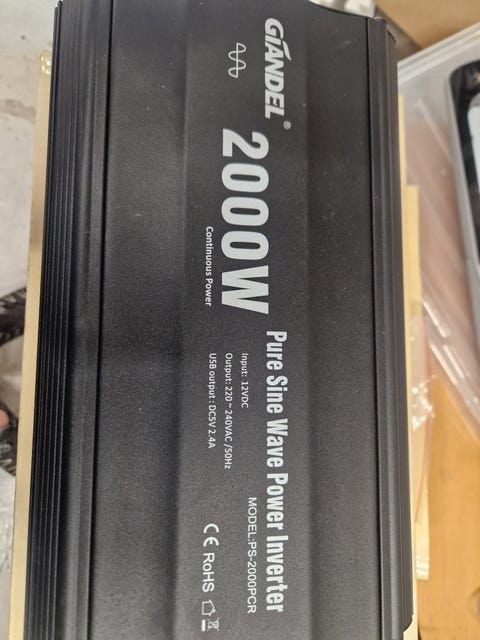 GIANDEL®
2000W
Continuous Power
Pure Sine Wave Power Inverter
MODEL:PS-2000PCR
Input: 12VDC
Output: 220~240VAC /50Hz
USB output : DC5V 2.4A
CE RoHS